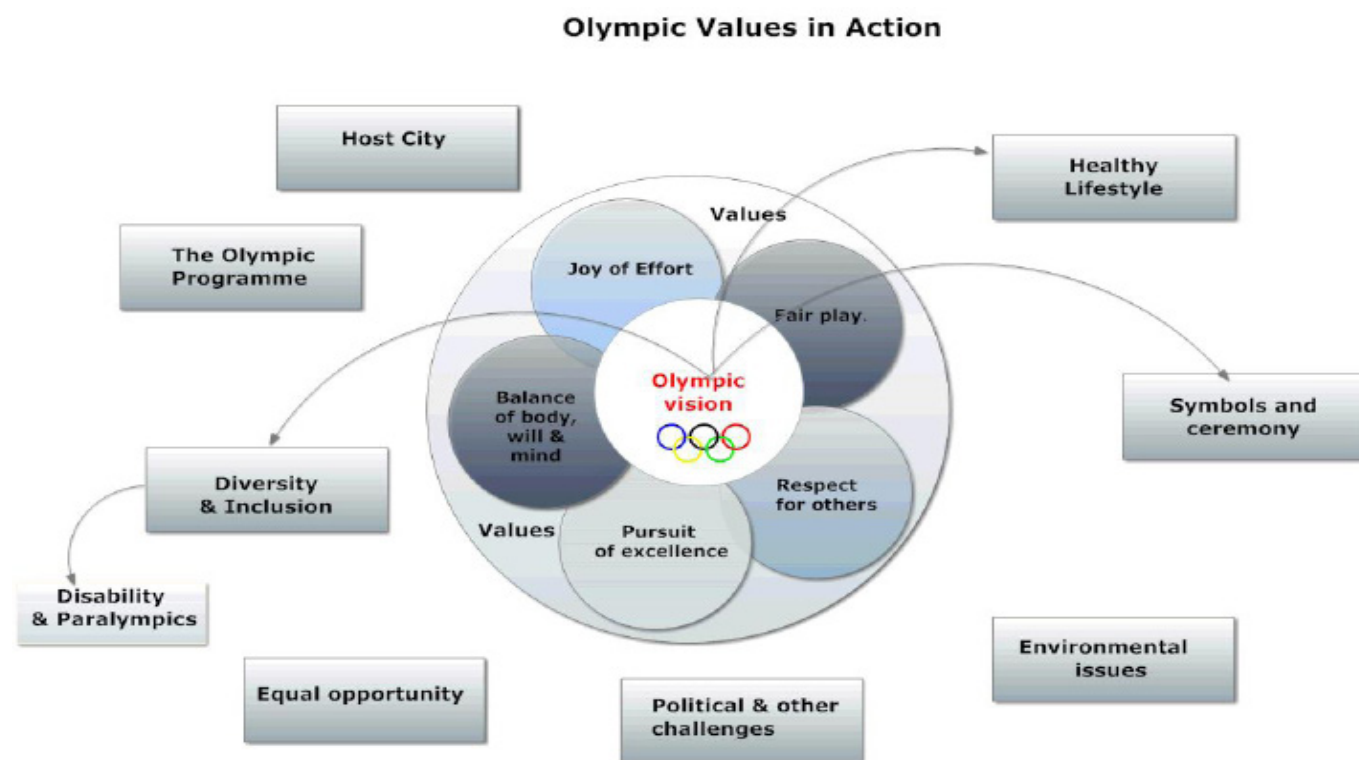 Olympic Values in Action
Host City
Healthy
Lifestyle
The Olympic
Programme
Values
Joy of Effort
Fair play.
Olympic
vision
Balance
of body,
will &
mind
Symbols and
ceremony
Diversity
& Inclusion
Respect
for others
Values
Pursuit
of excellence
Disability
& Paralympics
Environmental
issues
Equal opportunity
Political & other
challenges